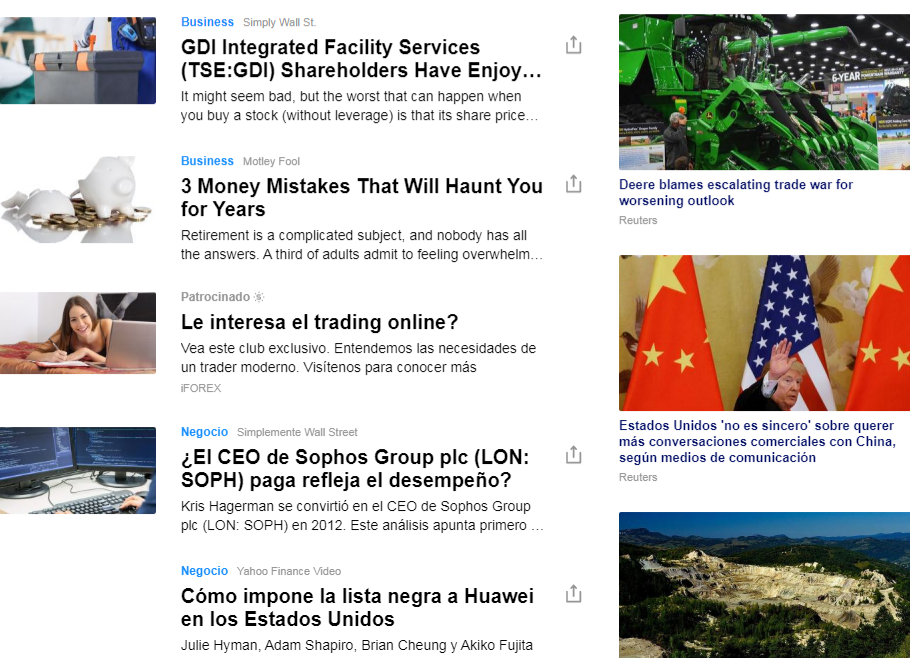 Business Simply Wall St.
GDI Integrated Facility Services
(TSE:GDI) Shareholders Have Enjoy…
It might seem bad, but the worst that can happen when
you buy a stock (without leverage) is that its share price…
Business Motley Fool
3 Money Mistakes That Will Haunt You
for Years
Retirement is a complicated subject, and nobody has all
the answers. A third of adults admit to feeling overwhelm…
Patrocinado
Le interesa el trading online?
Vea este club exclusivo. Entendemos las necesidades de
un trader moderno. Visítenos para conocer más
iFOREX
Negocio Simplemente Wall Street
¿El CEO de Sophos Group plc (LON:
SOPH) paga refleja el desempeño?
Kris Hagerman se convirtió en el CEO de Sophos Group
plc (LON: SOPH) en 2012. Este análisis apunta primero …
Negocio Yahoo Finance Video
Cómo impone la lista negra a Huawei
en los Estados Unidos
Julie Hyman, Adam Shapiro, Brian Cheung y Akiko Fujita
6-YEAR
POWERTRAIN WARRANTY
Deere blames escalating trade war for
worsening outlook
Reuters
Estados Unidos 'no es sincero' sobre querer
más conversaciones comerciales con China,
según medios de comunicación
Reuters